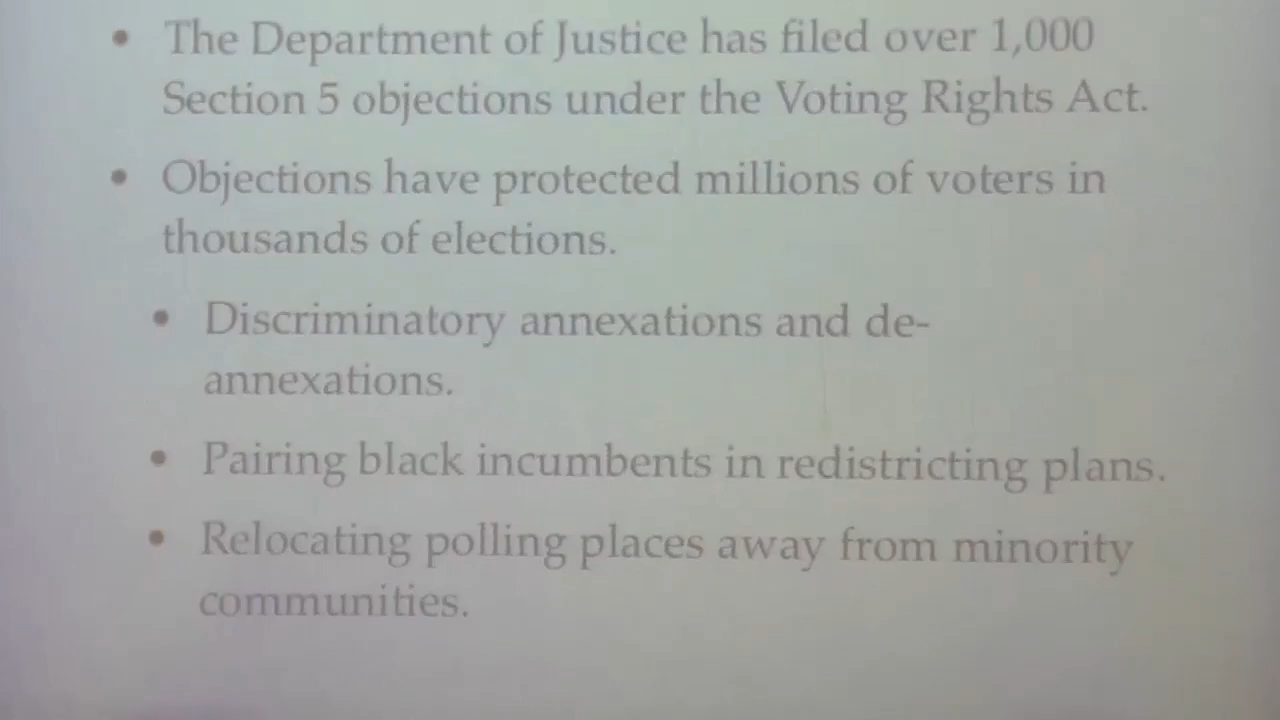 • The Department of Justice has filed over 1,000
Section 5 objections under the Voting Rights Act.
• Objections have protected millions of voters in
thousands of elections.
• Discriminatory annexations and de-
annexations.
• Pairing black incumbents in redistricting plans.
• Relocating polling places away from minority
communities.